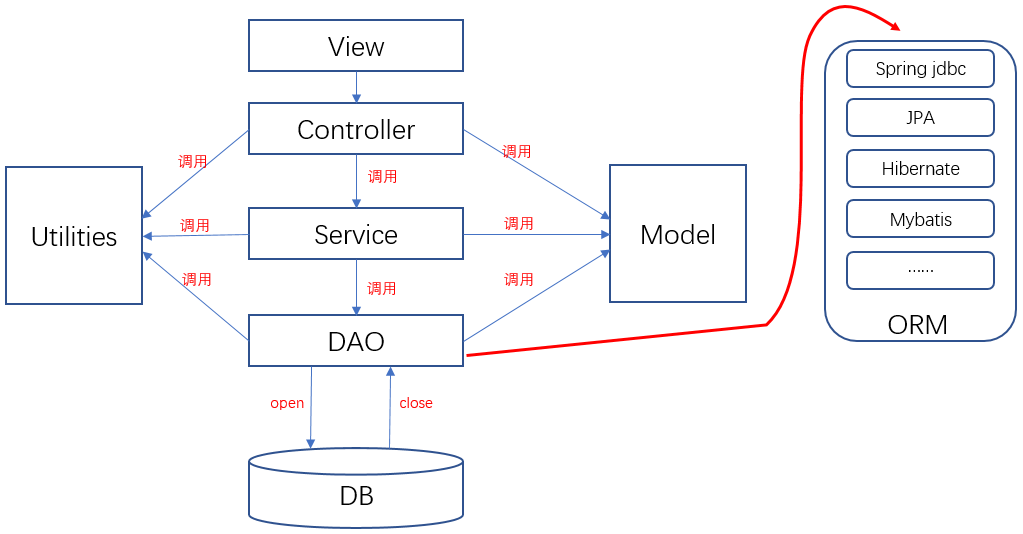 View
Controller
调用
调用
调用
Utilities
调用
Service
调用
Model
调用
调用
调用
DAO
open
close
DB
Spring jdbc
JPA
Hibernate
Mybatis
……
ORM